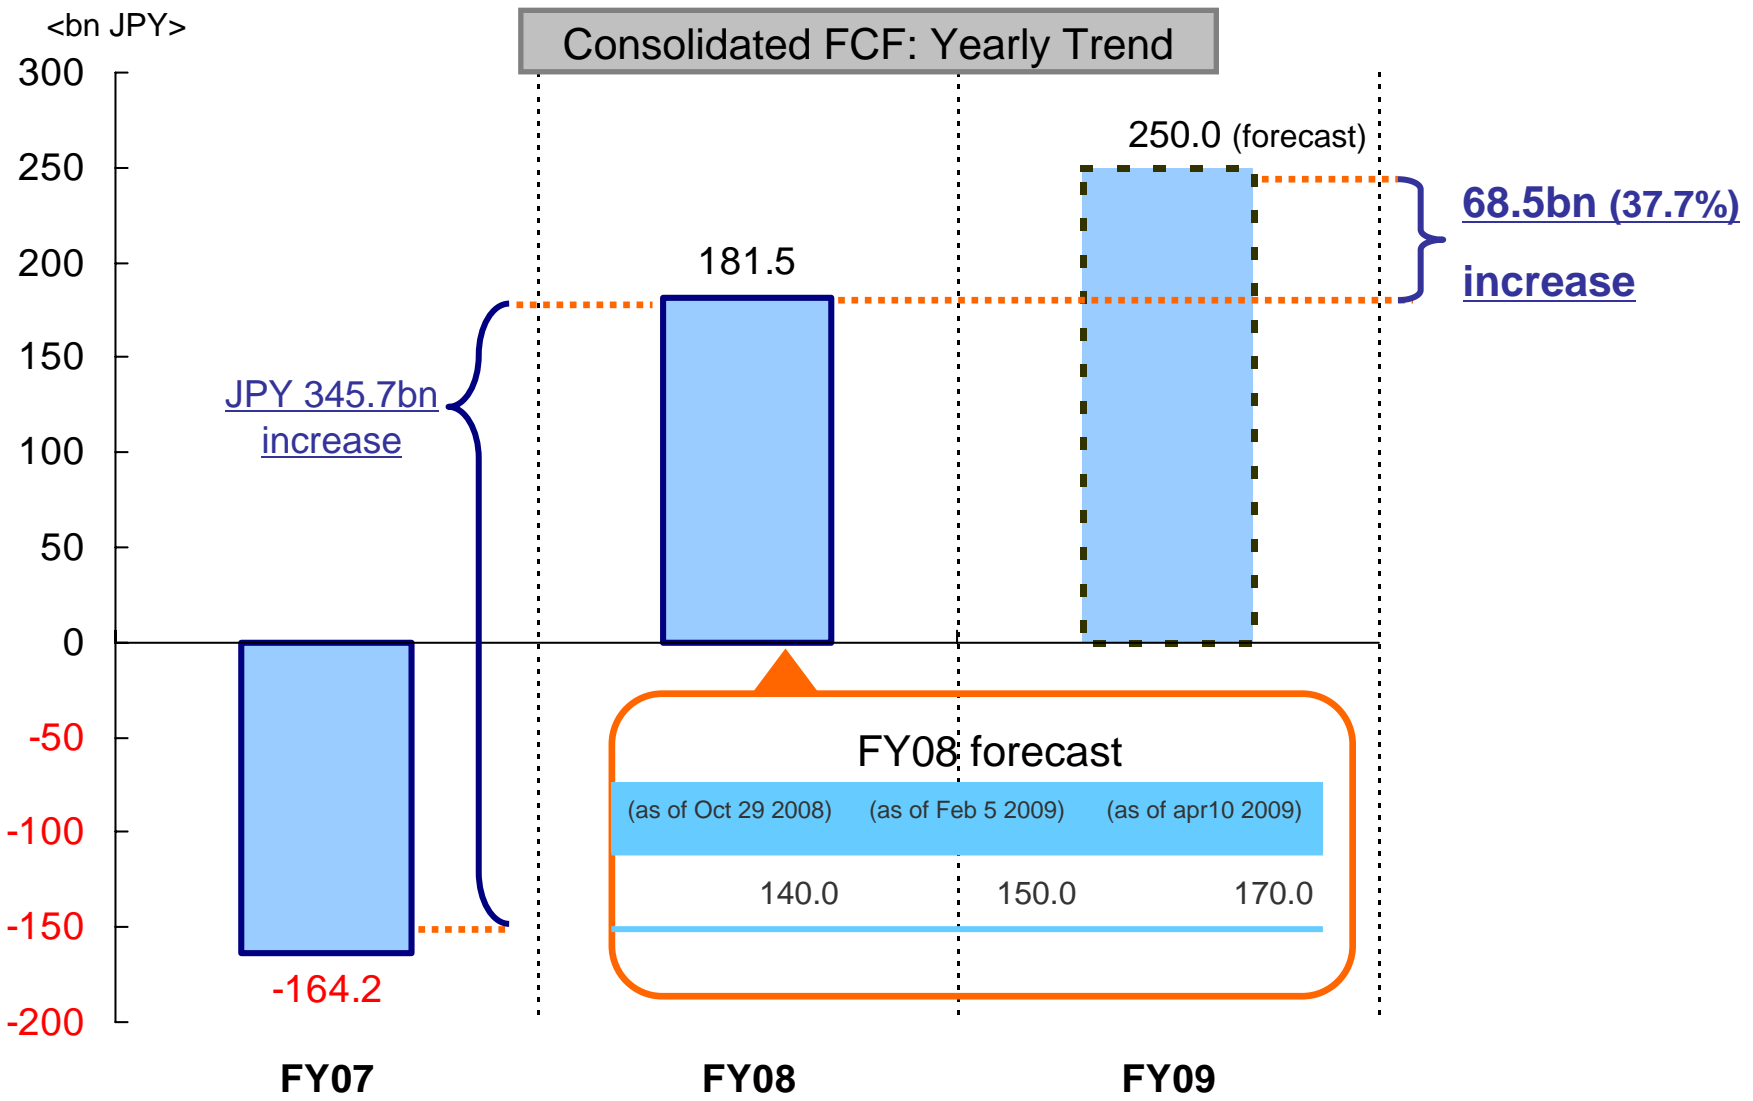 <bn JPY>
Consolidated FCF: Yearly Trend
300
250
200
150
100
50
0
-50
-100
-150
-200
250.0 (forecast)
68.5bn (37.7%)
increase
181.5
JPY 345.7bn
increase
-164.2
FY08 forecast
(as of Oct 29 2008) (as of Feb 5 2009) (as of apr10 2009)
140.0 150.0 170.0
FY07 FY08 FY09